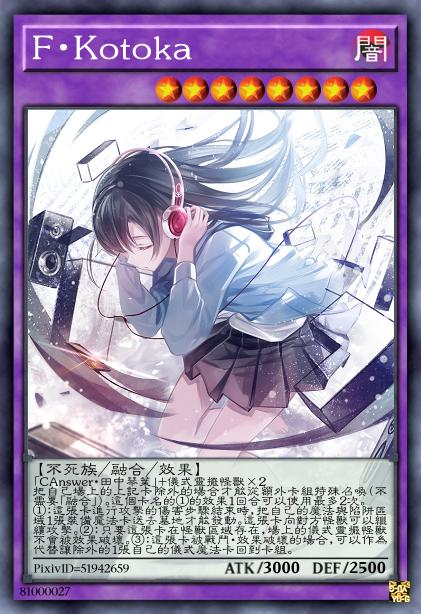 F・Kotoka
闇
【不死族／融合／效果】
「CAnswer・田中琴葉」＋儀式靈擺怪獸×2
把自己場上的上記卡除外的場合才能從額外卡組特殊召喚(不
需要「融合」)。這個卡名的①的效果1回合可以使用最多2次。
①：這張卡進行攻擊的傷害步驟結束時，把自己的魔法與陷阱區
域1張裝備魔法卡送去墓地才能發動。這張卡向對方怪獸可以繼
續攻擊。②：只要這張卡在怪獸區域存在，場上的儀式靈擺怪獸
不會被效果破壞。③：這張卡被戰鬥・效果破壞的場合，可以作為
代替讓除外的1張自己的儀式魔法卡回到卡組。
PixivID=51942659
ATK/3000 DEF/2500
81000027